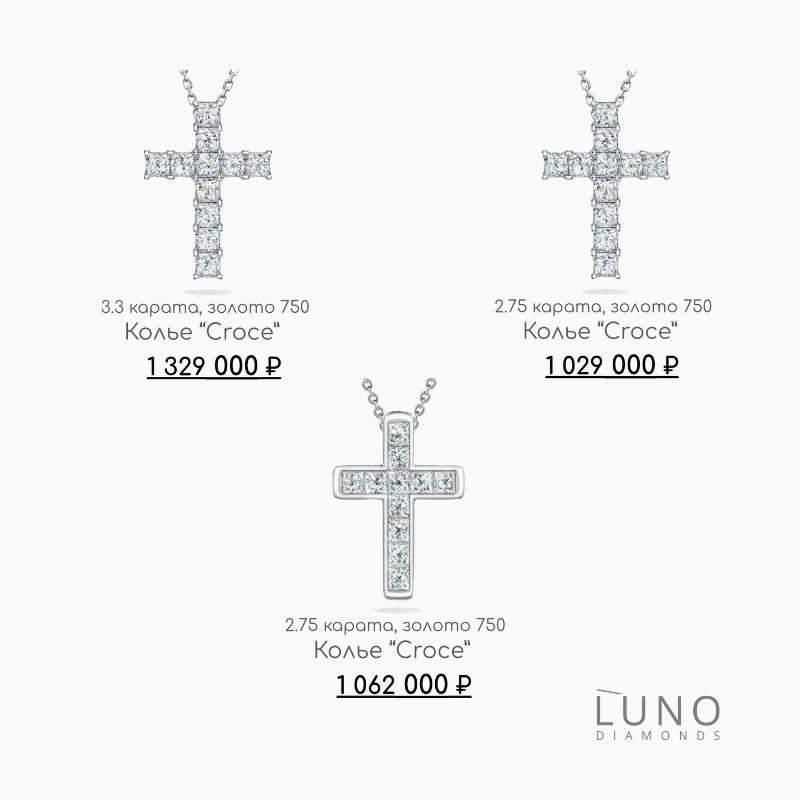 3.3 карата, золото 750
Колье “Croce”
1 329 000 ₽
2.75 карата, золото 750
Колье “Croce”
1 029 000 ₽
2.75 карата, золото 750
Колье “Croce”
1 062 000 ₽
LUNO
DIAMONDS